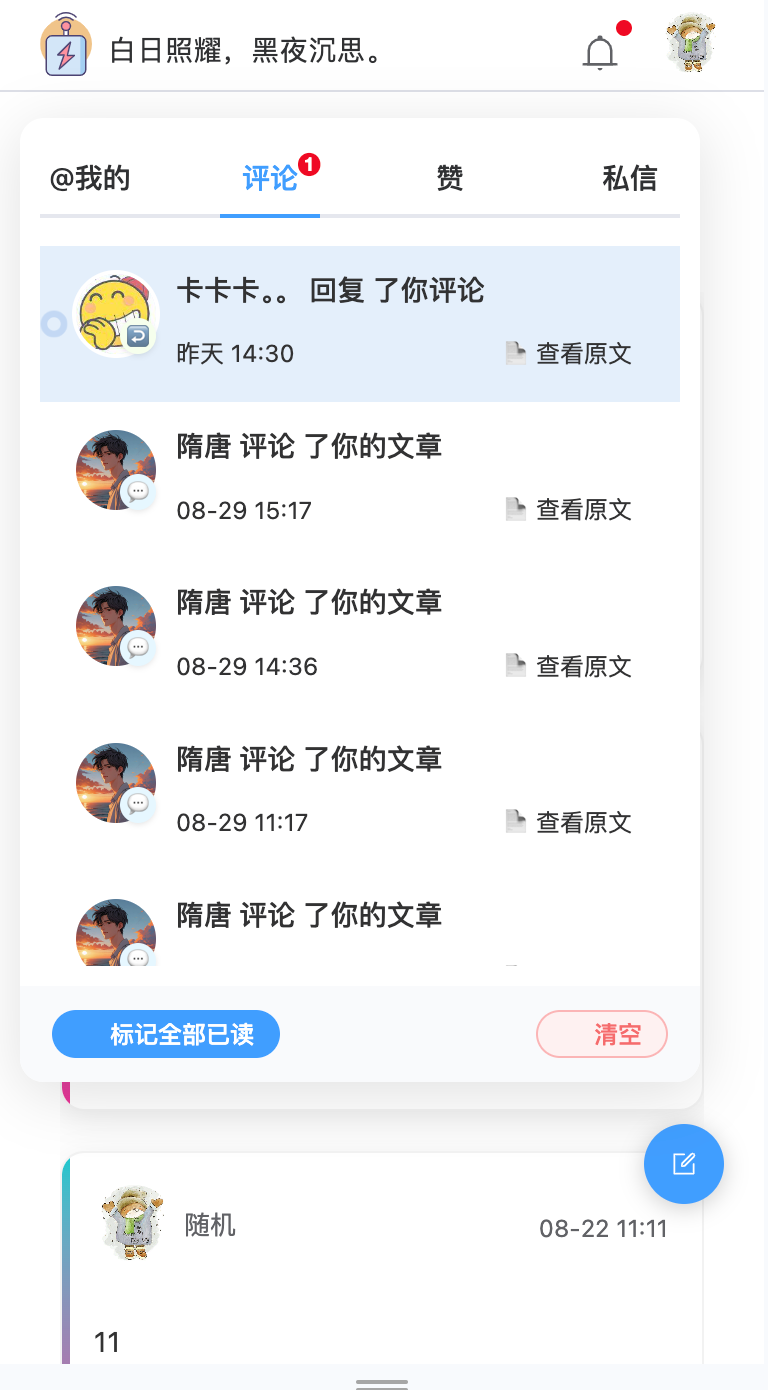 白日照耀，黑夜沉思。
@我的 评论 1 赞 私信
卡卡卡。。 回复 了你评论
昨天 14:30 查看原文
隋唐 评论 了你的文章
08-29 15:17 查看原文
隋唐 评论 了你的文章
08-29 14:36 查看原文
隋唐 评论 了你的文章
08-29 11:17 查看原文
隋唐 评论 了你的文章
标记全部已读 清空
随机 08-22 11:11
11